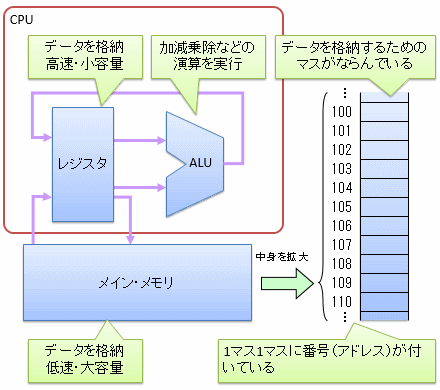 CPU
データを格納
高速・小容量
加減乗除などの
演算を実行
データを格納するための
マスがならんでいる
レジスタ
ALU
メイン・メモリ
データを格納
低速・大容量
中身を拡大
⋮
100
101
102
103
104
105
106
107
108
109
110
⋮
1マス1マスに番号（アドレス）が付
いている